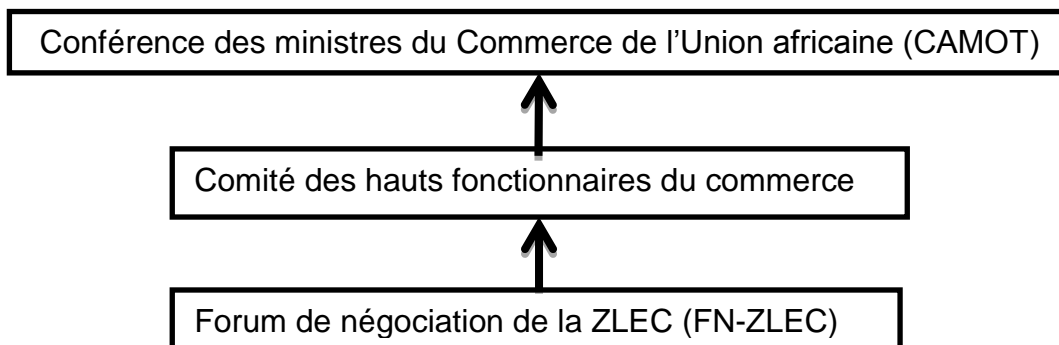 Conférence des ministres du Commerce de l’Union africaine (CAMOT)
Comité des hauts fonctionnaires du commerce
Forum de négociation de la ZLEC (FN-ZLEC)